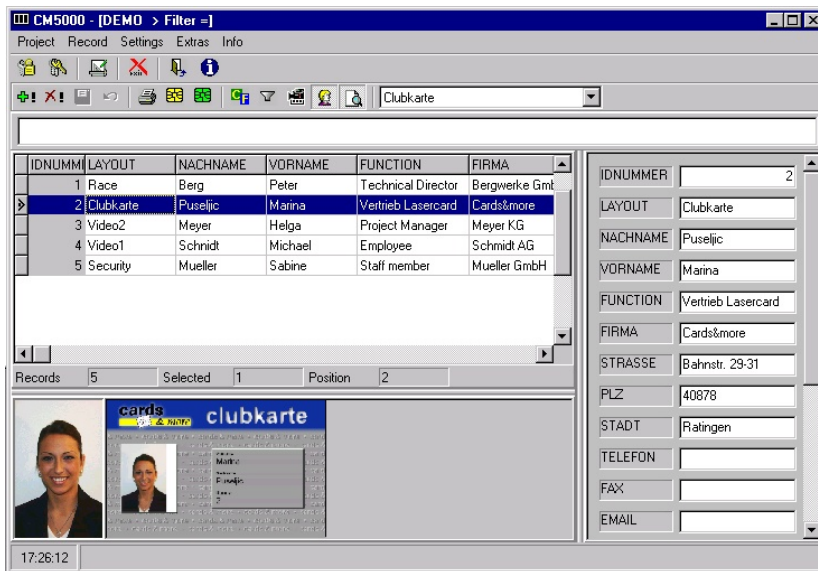 CM5000 - [DEMO > Filter =]
Project Record Settings Extras Info
Clubkarte
IDNUMMI LAYOUT NACHNAME VORNAME FUNCTION FIRMA
1 Race Berg Peter Technical Director Bergwerke Gmb
2 Clubkarte Puseljic Marina Vertrieb Lasercard Cards&more
3 Video2 Meyer Helga Project Manager Meyer KG
4 Video1 Schnidt Michael Employee Schmidt AG
5 Security Mueller Sabine Staff member Mueller GmbH
Records 5 Selected 1 Position 2
IDNUMMER 2
LAYOUT Clubkarte
NACHNAME Puseljic
VORNAME Marina
FUNCTION Vertrieb Lasercard
FIRMA Cards&more
STRASSE Bahnstr. 29-31
PLZ 40878
STADT Ratingen
TELEFON
FAX
EMAIL
cards & more clubkarte
Marina
Puseljic
2
17:26:12